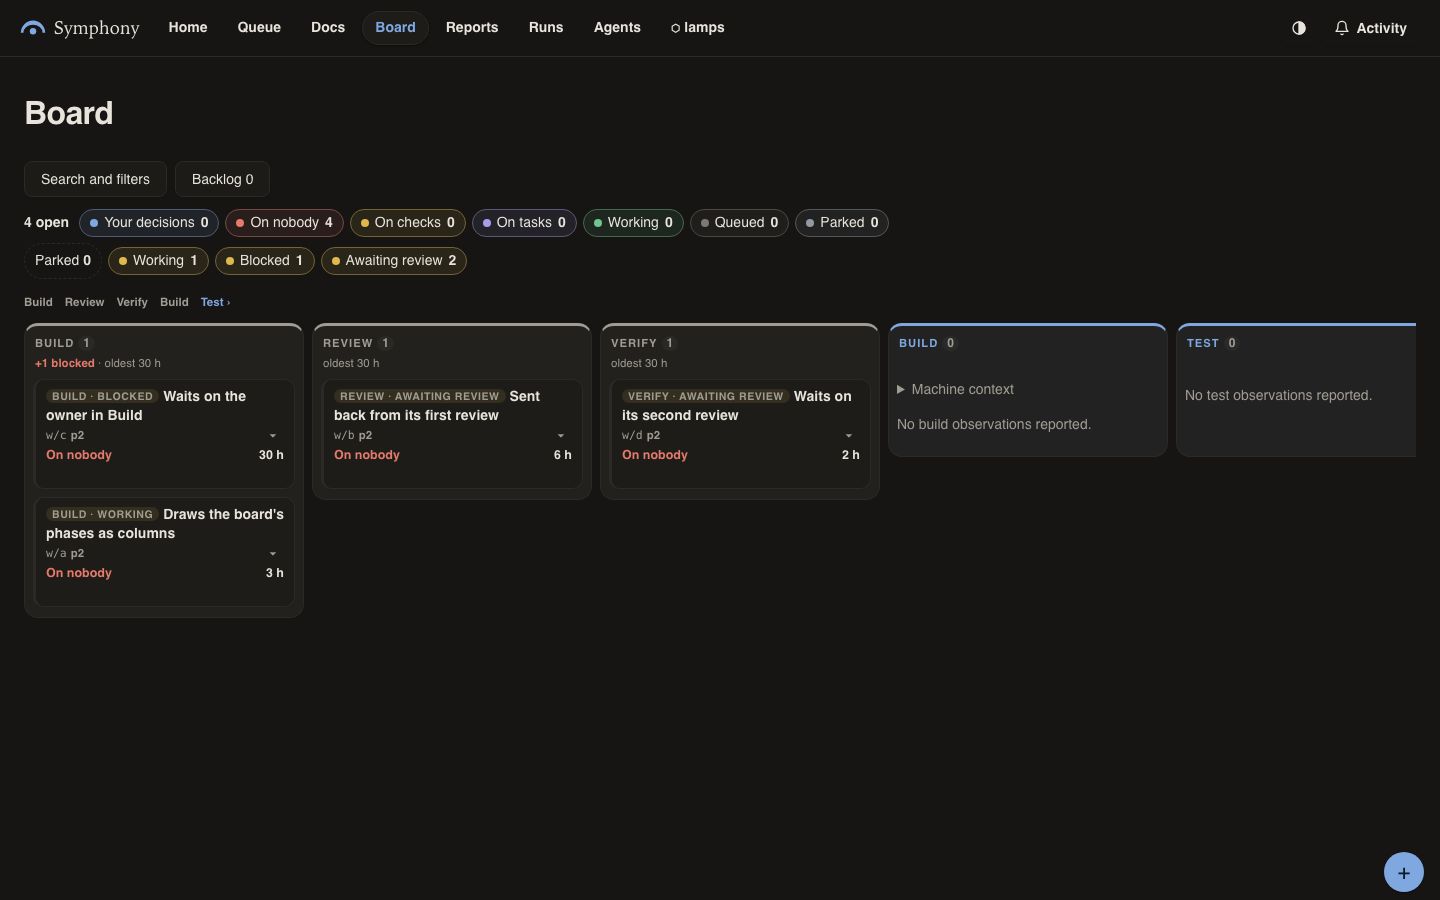 Symphony Home Queue Docs Board Reports Runs Agents lamps Activity
Board
Search and filters Backlog 0
4 open Your decisions 0 On nobody 4 On checks 0 On tasks 0 Working 0 Queued 0 Parked 0
Parked 0 Working 1 Blocked 1 Awaiting review 2
Build Review Verify Build Test ›
BUILD 1
+1 blocked · oldest 30 h
BUILD · BLOCKED Waits on the
owner in Build
w/c p2
On nobody 30 h
BUILD · WORKING Draws the board's
phases as columns
w/a p2
On nobody 3 h
REVIEW 1
oldest 30 h
REVIEW · AWAITING REVIEW Sent
back from its first review
w/b p2
On nobody 6 h
VERIFY 1
oldest 30 h
VERIFY · AWAITING REVIEW Waits on
its second review
w/d p2
On nobody 2 h
BUILD 0
Machine context
No build observations reported.
TEST 0
No test observations reported.
+